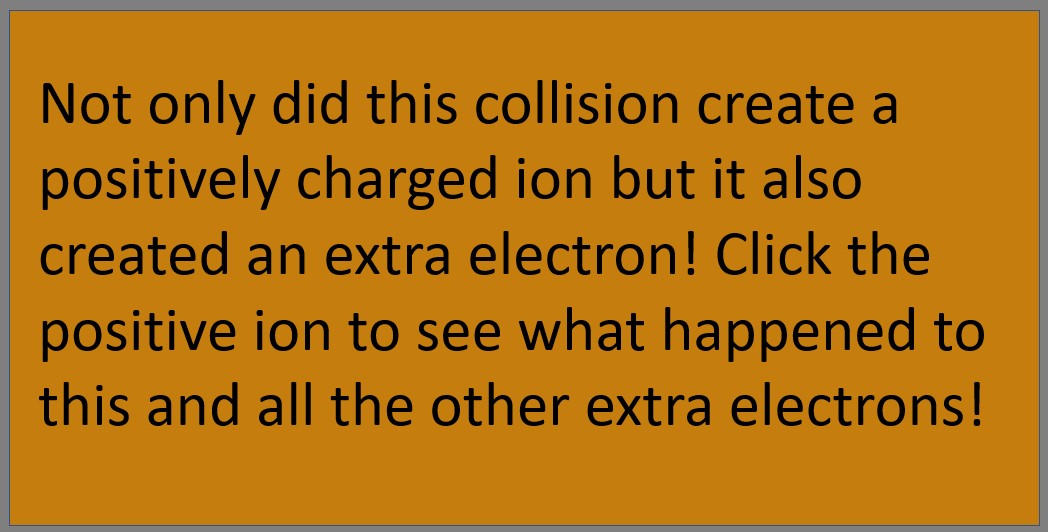 Not only did this collision create a
positively charged ion but it also
created an extra electron! Click the
positive ion to see what happened to
this and all the other extra electrons!